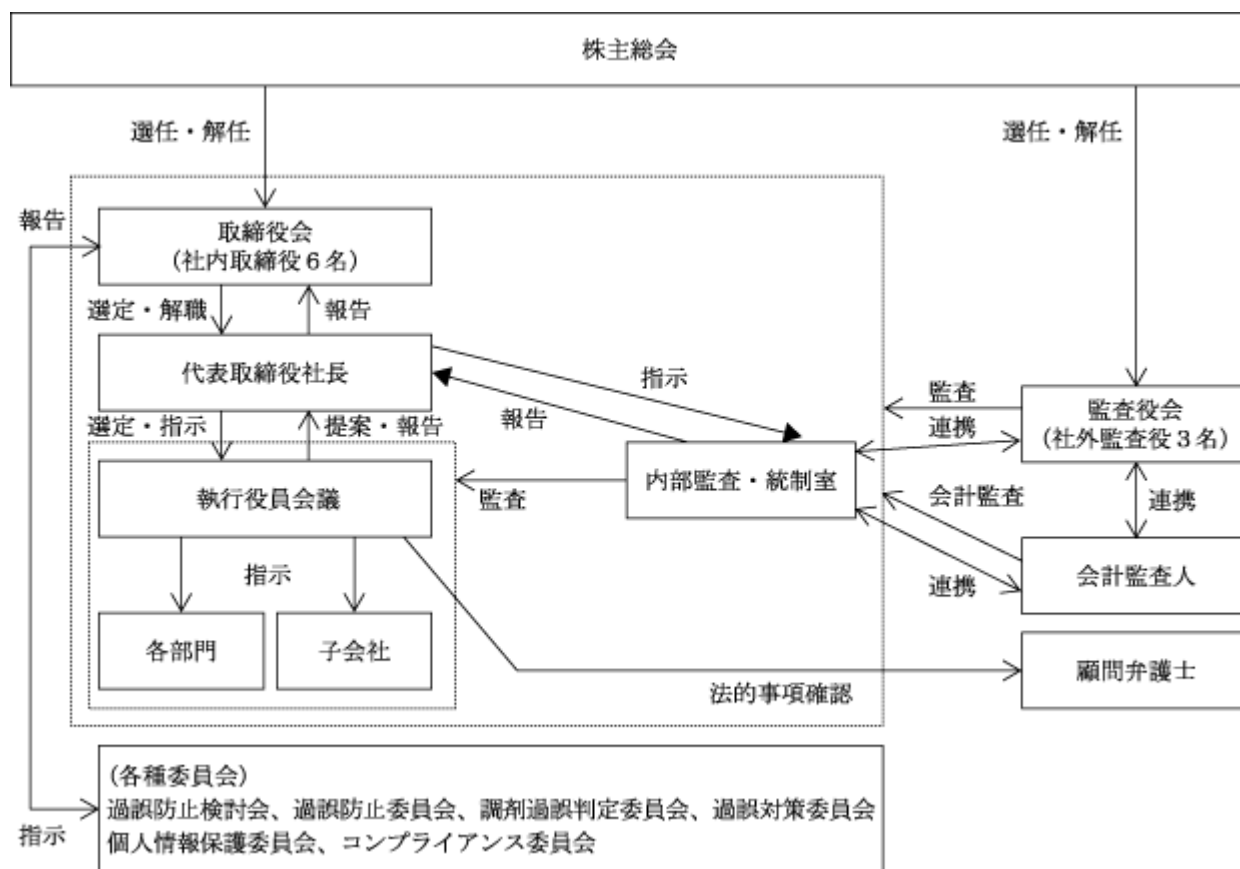 株主総会
選任・解任
選任・解任
報告
取締役会
(社内取締役6名)
選定・解職
報告
代表取締役社長
指示
報告
選定・指示
提案・報告
監査
連携
監査役会
(社外監査役3名)
執行役員会議
監査
内部監査・統制室
会計監査
連携
指示
連携
会計監査人
各部門
子会社
法的事項確認
顧問弁護士
(各種委員会)
過誤防止検討会、過誤防止委員会、調剤過誤判定委員会、過誤対策委員会
個人情報保護委員会、コンプライアンス委員会
指示